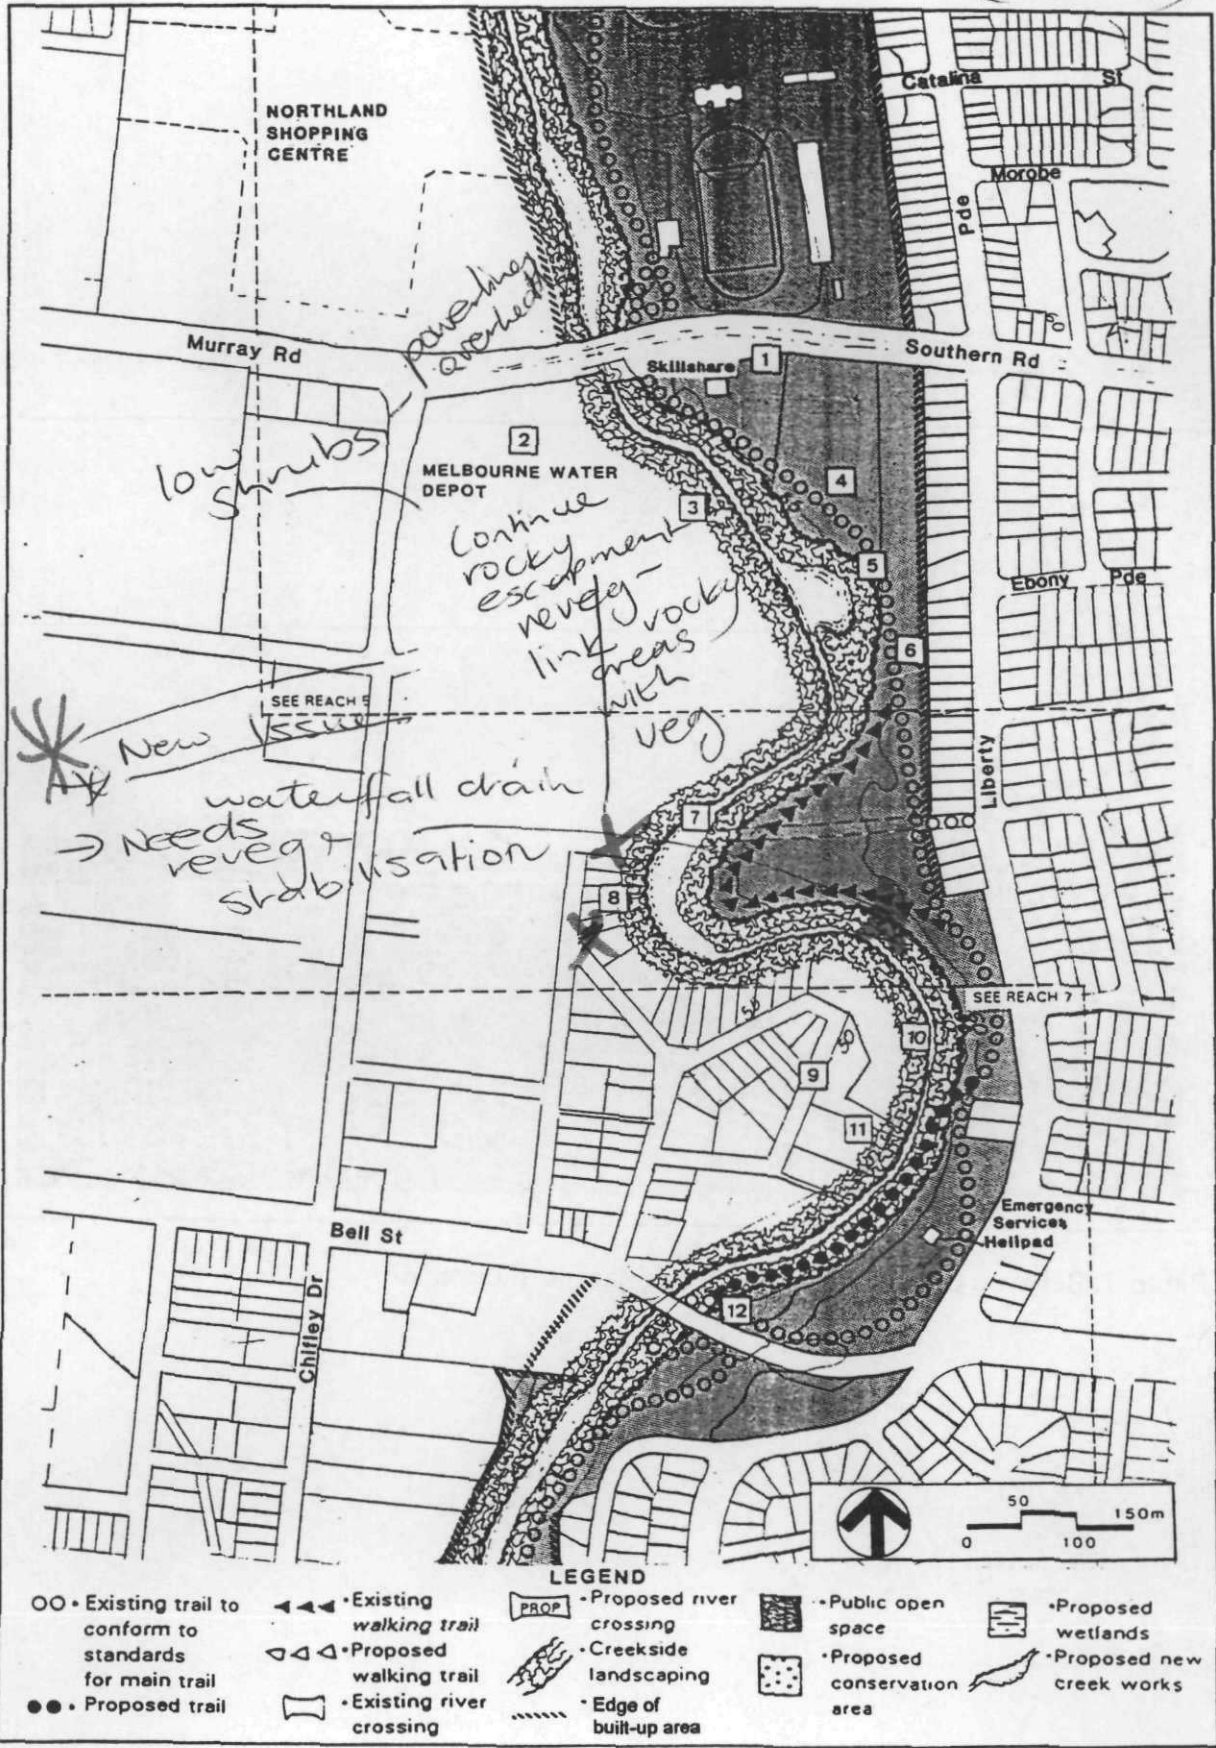 Catalina St
NORTHLAND
SHOPPING
CENTRE
Morobe
Pde
powerlines
overhead
60
Murray Rd
Southern Rd
Skillshare
1
2
low
shrubs
MELBOURNE WATER
DEPOT
3
4
Continue
rocky
escapment
reveg -
link rocky
areas
with
veg
5
Ebony Pde
6
SEE REACH 5
New Issue
Liberty
waterfall drain
→ Needs
reveg +
stabilisation
7
8
SEE REACH 7
50
10
9
11
Emergency
Services
Helipad
Bell St
Chifley Dr
12
50
150m
0
100
LEGEND
• Existing trail to
conform to
standards
for main trail
• Proposed trail
• Existing
walking trail
• Proposed
walking trail
• Existing river
crossing
PROP • Proposed river
crossing
• Creekside
landscaping
• Edge of
built-up area
• Public open
space
• Proposed
conservation
area
• Proposed
wetlands
• Proposed new
creek works